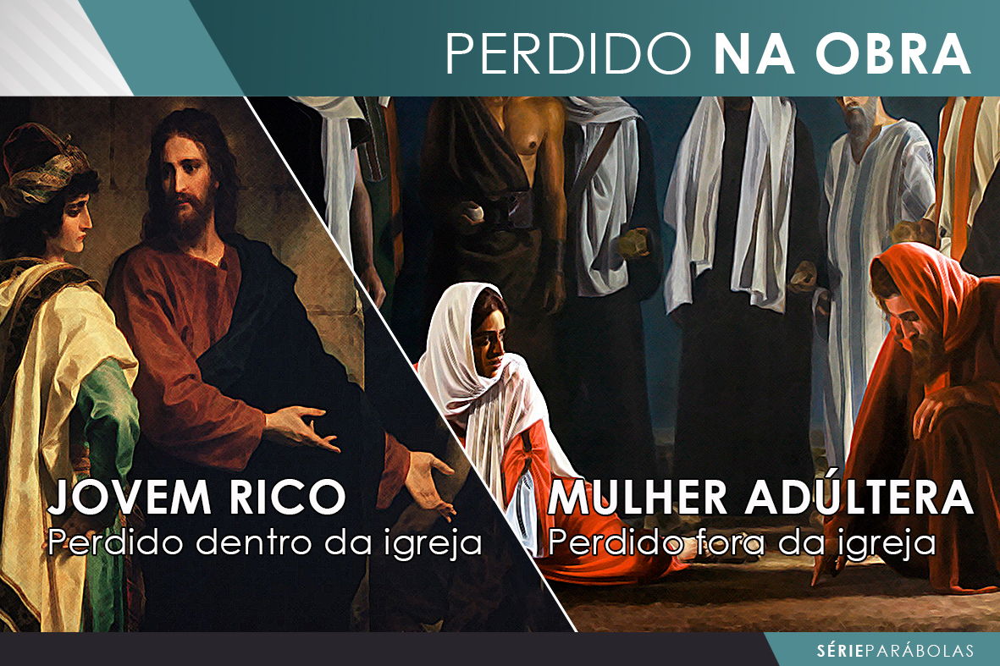 PERDIDO NA OBRA
JOVEM RICO
Perdido dentro da igreja
MULHER ADÚLTERA
Perdido fora da igreja
SÉRIEPARÁBOLAS